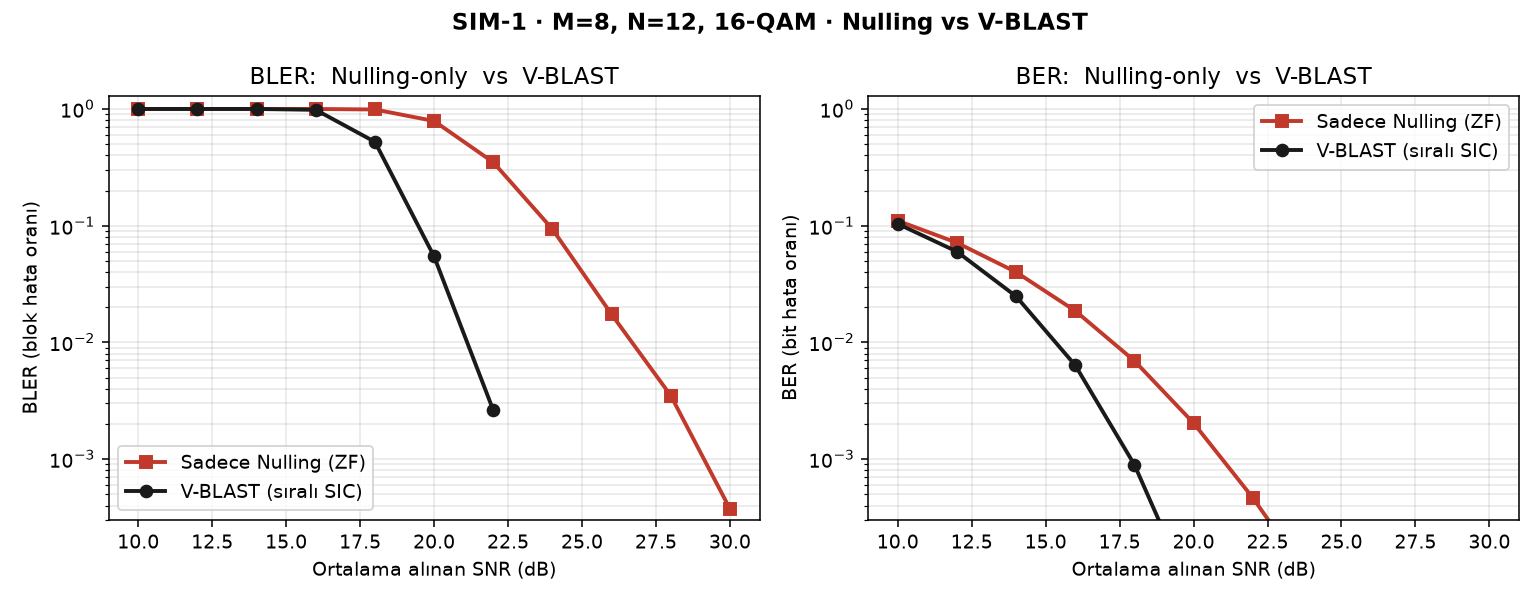 SIM-1 · M=8, N=12, 16-QAM · Nulling vs V-BLAST
BLER:  Nulling-only  vs  V-BLAST
BLER (blok hata oranı)
10⁰
10⁻¹
10⁻²
10⁻³
Sadece Nulling (ZF)
V-BLAST (sıralı SIC)
10.0 12.5 15.0 17.5 20.0 22.5 25.0 27.5 30.0
Ortalama alınan SNR (dB)
BER:  Nulling-only  vs  V-BLAST
BER (bit hata oranı)
10⁰
10⁻¹
10⁻²
10⁻³
Sadece Nulling (ZF)
V-BLAST (sıralı SIC)
10.0 12.5 15.0 17.5 20.0 22.5 25.0 27.5 30.0
Ortalama alınan SNR (dB)